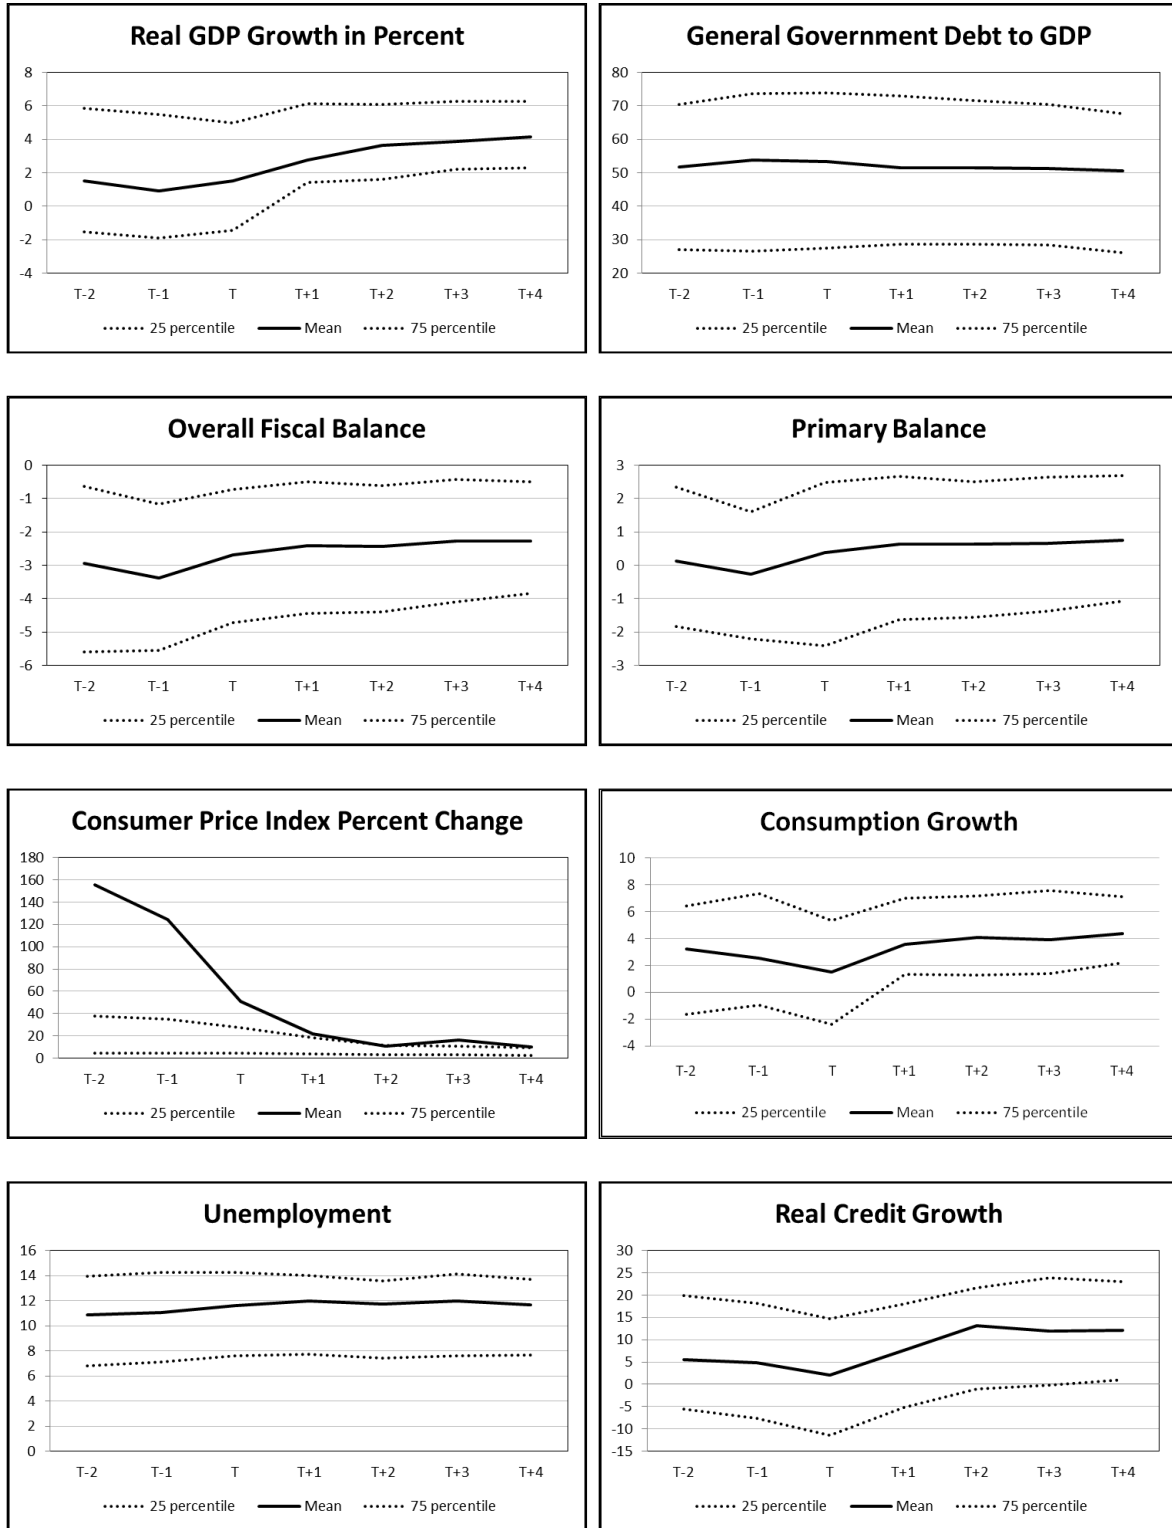 Real GDP Growth in Percent
8
6
4
2
0
-2
-4
T-2 T-1 T T+1 T+2 T+3 T+4
25 percentile Mean 75 percentile
General Government Debt to GDP
80
70
60
50
40
30
20
T-2 T-1 T T+1 T+2 T+3 T+4
25 percentile Mean 75 percentile
Overall Fiscal Balance
0
-1
-2
-3
-4
-5
-6
T-2 T-1 T T+1 T+2 T+3 T+4
25 percentile Mean 75 percentile
Primary Balance
3
2
1
0
-1
-2
-3
T-2 T-1 T T+1 T+2 T+3 T+4
25 percentile Mean 75 percentile
Consumer Price Index Percent Change
180
160
140
120
100
80
60
40
20
0
T-2 T-1 T T+1 T+2 T+3 T+4
25 percentile Mean 75 percentile
Consumption Growth
10
8
6
4
2
0
-2
-4
T-2 T-1 T T+1 T+2 T+3 T+4
25 percentile Mean 75 percentile
Unemployment
16
14
12
10
8
6
4
2
0
T-2 T-1 T T+1 T+2 T+3 T+4
25 percentile Mean 75 percentile
Real Credit Growth
30
25
20
15
10
5
0
-5
-10
-15
T-2 T-1 T T+1 T+2 T+3 T+4
25 percentile Mean 75 percentile